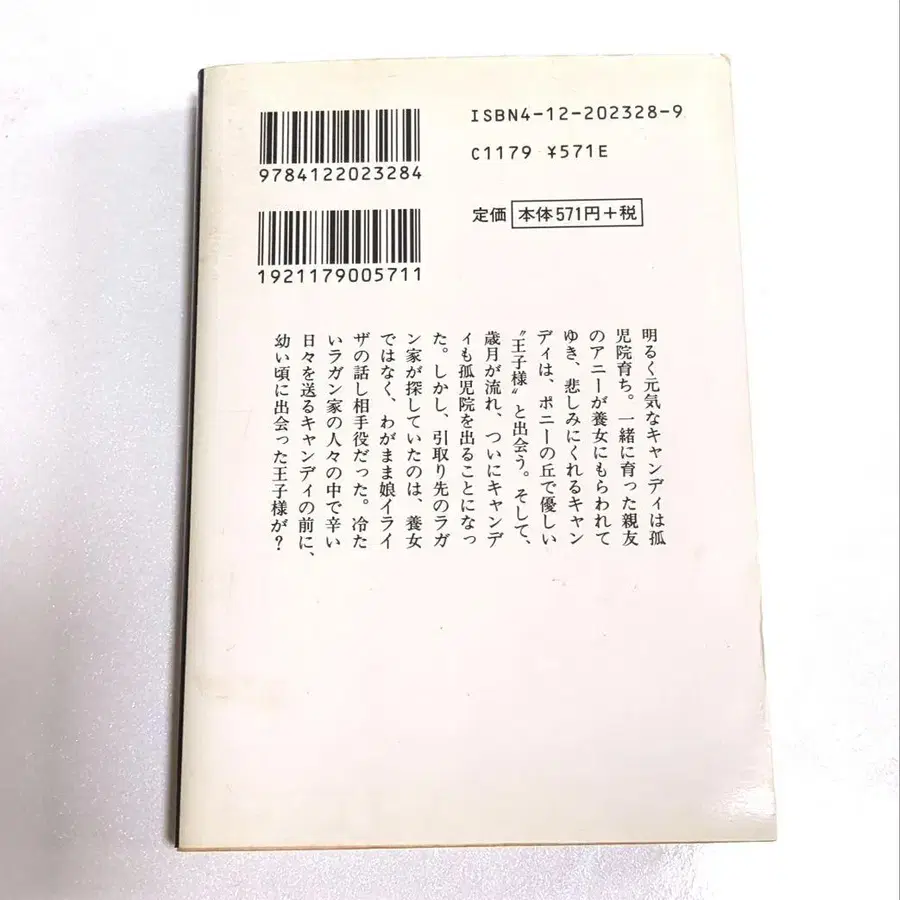 ISBN4-12-202328-9
9784122023284
C1179 ¥571E
定価 本体571円+税
1921179005711
明るく元気なキャンディは孤
児院育ち。一緒に育った親友
のアニーが養女にもらわれて
ゆき、悲しみにくれるキャン
ディは、ポニーの丘で優しい
〝王子様〟と出会う。そして、
歳月が流れ、ついにキャンデ
ィも孤児院を出ることになっ
た。しかし、引取り先のラガ
ン家が探していたのは、養女
ではなく、わがまま娘イライ
ザの話し相手役だった。冷た
いラガン家の人々の中で辛い
日々を送るキャンディの前に、
幼い頃に出会った王子様が?